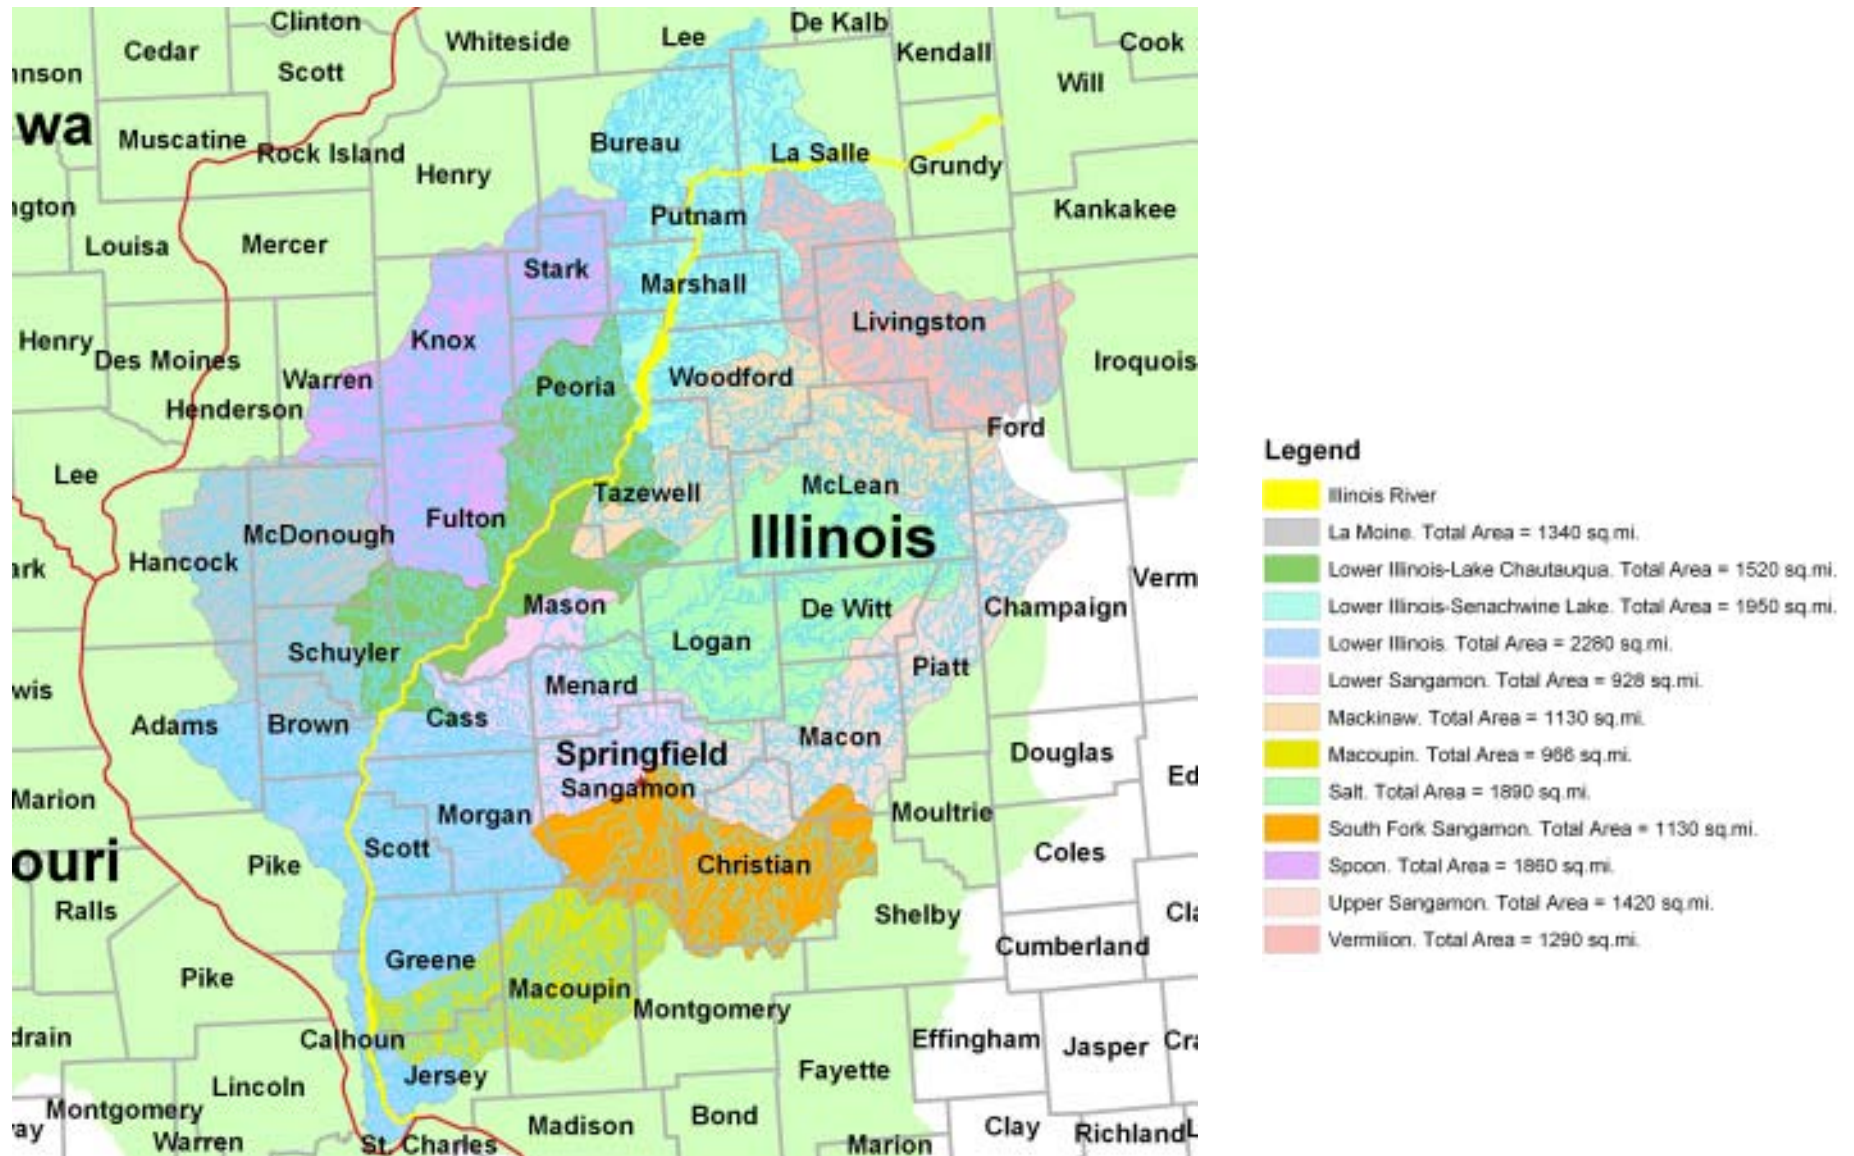 Clinton
De Kalb
Cedar
Whiteside
Lee
Kendall
Cook
nnson
Scott
Will
wa
Muscatine
Rock Island
Bureau
La Salle
Henry
Grundy
ngton
Putnam
Kankakee
Louisa
Mercer
Stark
Marshall
Livingston
Henry
Knox
Des Moines
Iroquois
Warren
Peoria
Woodford
Henderson
Ford
Lee
Tazewell
McLean
Fulton
McDonough
Illinois
Hancock
ark
Verm
Mason
De Witt
Champaign
Logan
Schuyler
Piatt
wis
Menard
Adams
Brown
Cass
Macon
Springfield
Douglas
Sangamon
Ed
Marion
Morgan
Moultrie
Scott
Coles
ouri
Pike
Christian
Ralls
Shelby
Cla
Greene
Cumberland
Pike
Macoupin
Montgomery
drain
Calhoun
Effingham
Jasper
Cra
Jersey
Fayette
Lincoln
Montgomery
Bond
Madison
Clay
Richland
L
ay
Warren
St. Charles
Marion
Legend
Illinois River
La Moine. Total Area = 1340 sq.mi.
Lower Illinois-Lake Chautauqua. Total Area = 1520 sq.mi.
Lower Illinois-Senachwine Lake. Total Area = 1950 sq.mi.
Lower Illinois. Total Area = 2280 sq.mi.
Lower Sangamon. Total Area = 928 sq.mi.
Mackinaw. Total Area = 1130 sq.mi.
Macoupin. Total Area = 966 sq.mi.
Salt. Total Area = 1890 sq.mi.
South Fork Sangamon. Total Area = 1130 sq.mi.
Spoon. Total Area = 1860 sq.mi.
Upper Sangamon. Total Area = 1420 sq.mi.
Vermilion. Total Area = 1290 sq.mi.